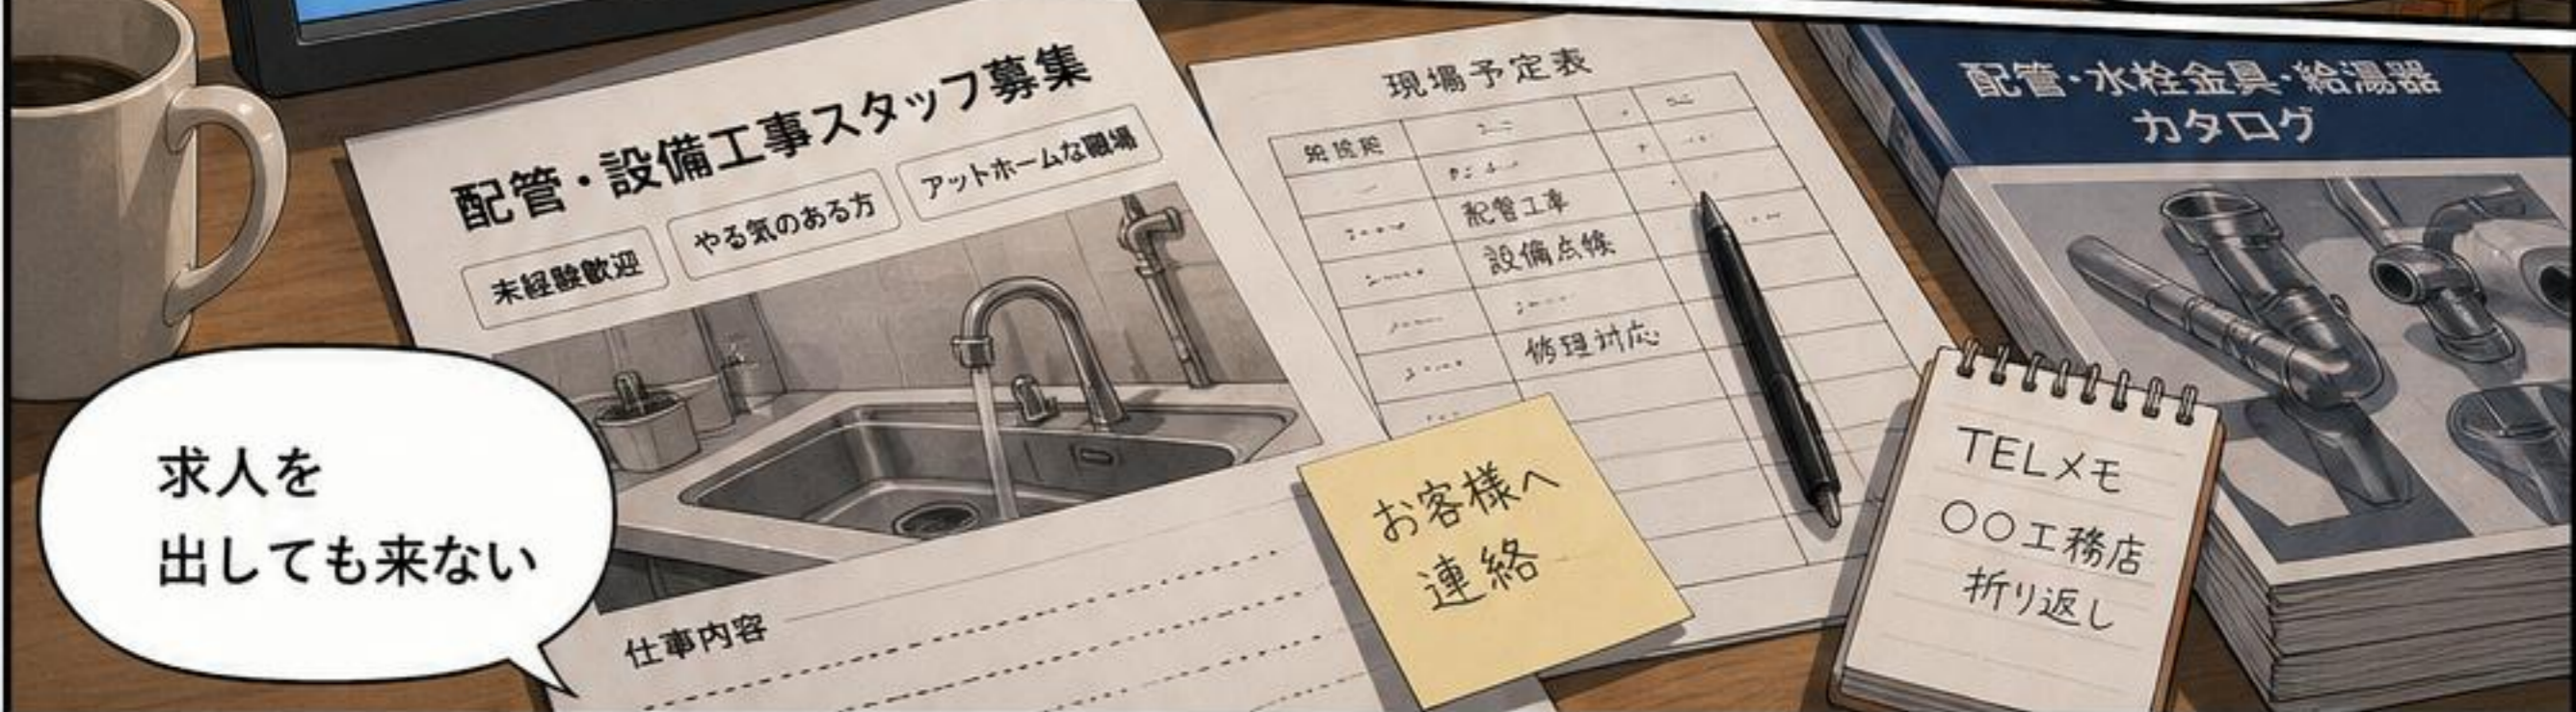 配管・設備工事スタッフ募集
未経験歓迎
やる気のある方
アットホームな職場
仕事内容
求人を
出しても来ない
現場予定表
配管工事
設備点候
修理対応
お客様へ
連絡
TELメモ
〇〇工務店
折り返し
配管・水栓金具・給湯器
カタログ